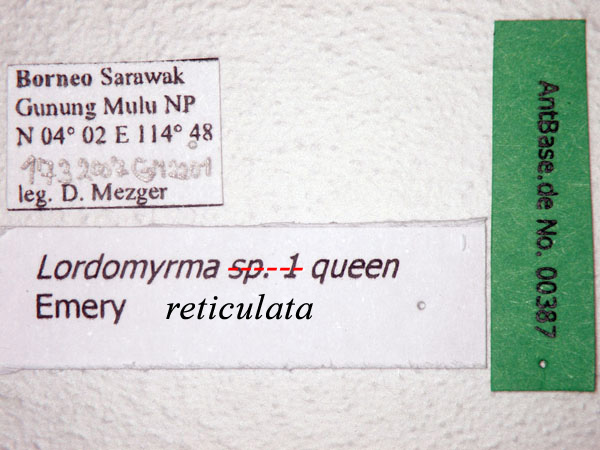 Borneo Sarawak
Gunung Mulu NP
N 04° 02 E 114° 48
leg. D. Mezger
Lordomyrma sp. 1 queen
Emery reticulata
AntBase.de No. 00387